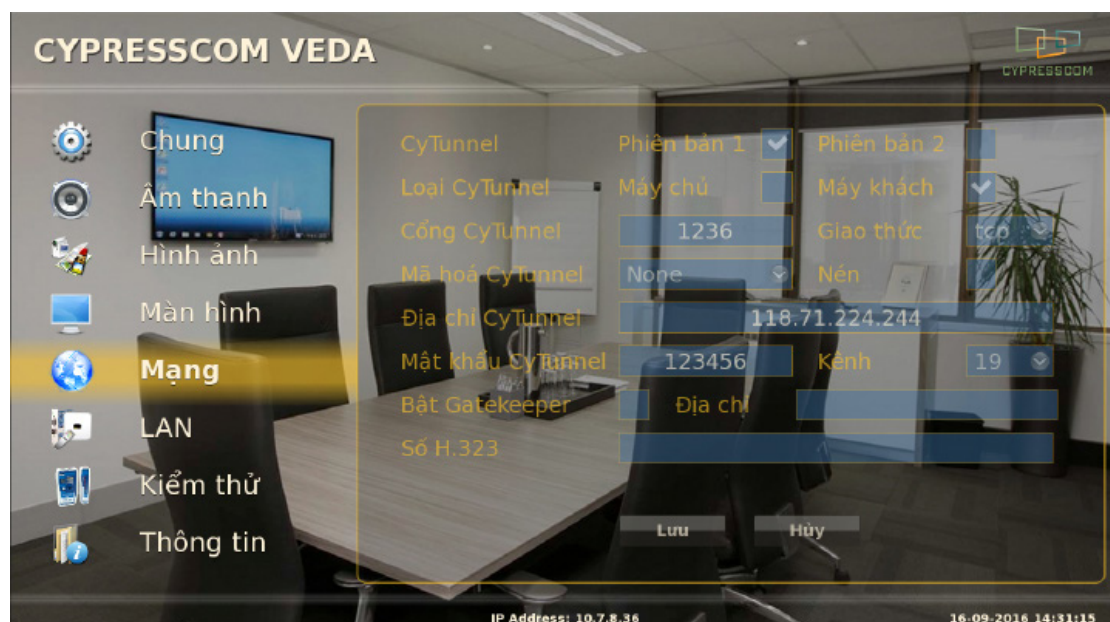 CYPRESSCOM VEDA
CYPRESSCOM
Chung
Âm thanh
Hình ảnh
Màn hình
Mạng
LAN
Kiểm thử
Thông tin
CyTunnel Phiên bản 1 Phiên bản 2
Loại CyTunnel Máy chủ Máy khách
Cổng CyTunnel 1236 Giao thức tcp
Mã hoá CyTunnel None Nén
Địa chỉ CyTunnel 118.71.224.244
Mật khẩu CyTunnel 123456 Kênh 19
Bật Gatekeeper Địa chỉ
Số H.323
Lưu Hủy
IP Address: 10.7.8.36 16-09-2016 14:31:15